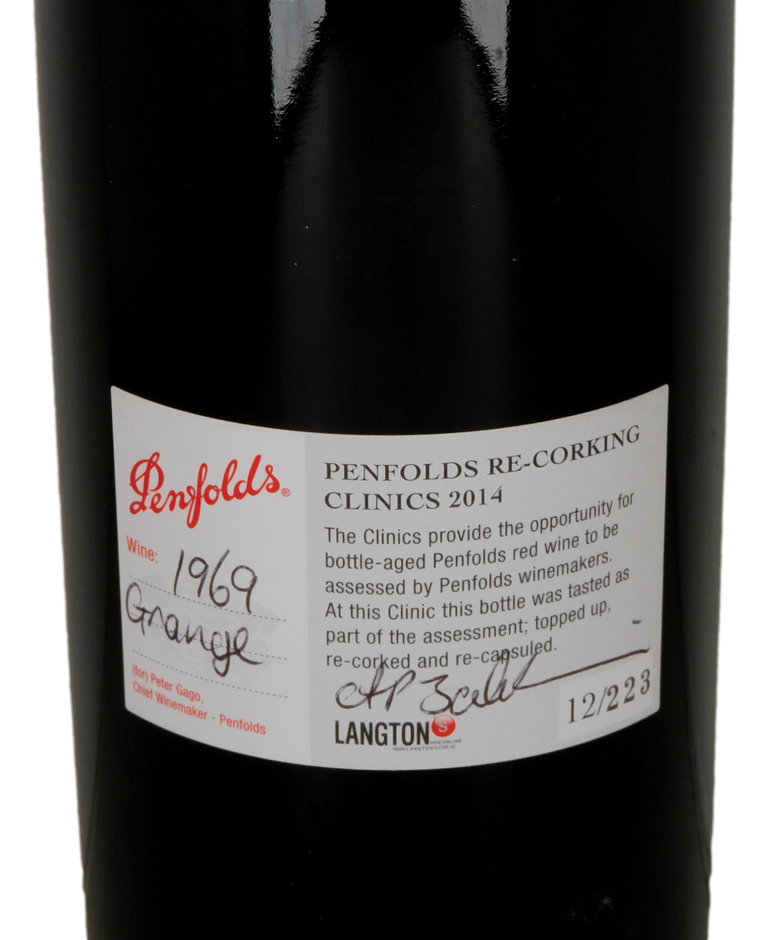 Penfolds®
Wine: 1969
Grange
(for) Peter Gago,
Chief Winemaker - Penfolds
PENFOLDS RE-CORKING
CLINICS 2014
The Clinics provide the opportunity for
bottle-aged Penfolds red wine to be
assessed by Penfolds winemakers.
At this Clinic this bottle was tasted as
part of the assessment; topped up,
re-corked and re-capsuled.
12/223
LANGTON S